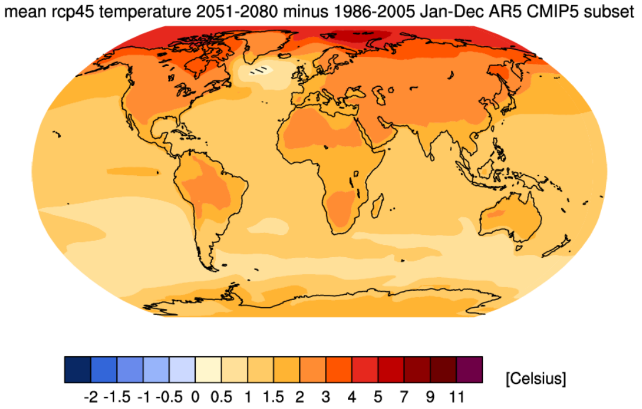 mean rcp45 temperature 2051-2080 minus 1986-2005 Jan-Dec AR5 CMIP5 subset
-2 -1.5 -1 -0.5 0 0.5 1 1.5 2 3 4 5 7 9 11 [Celsius]